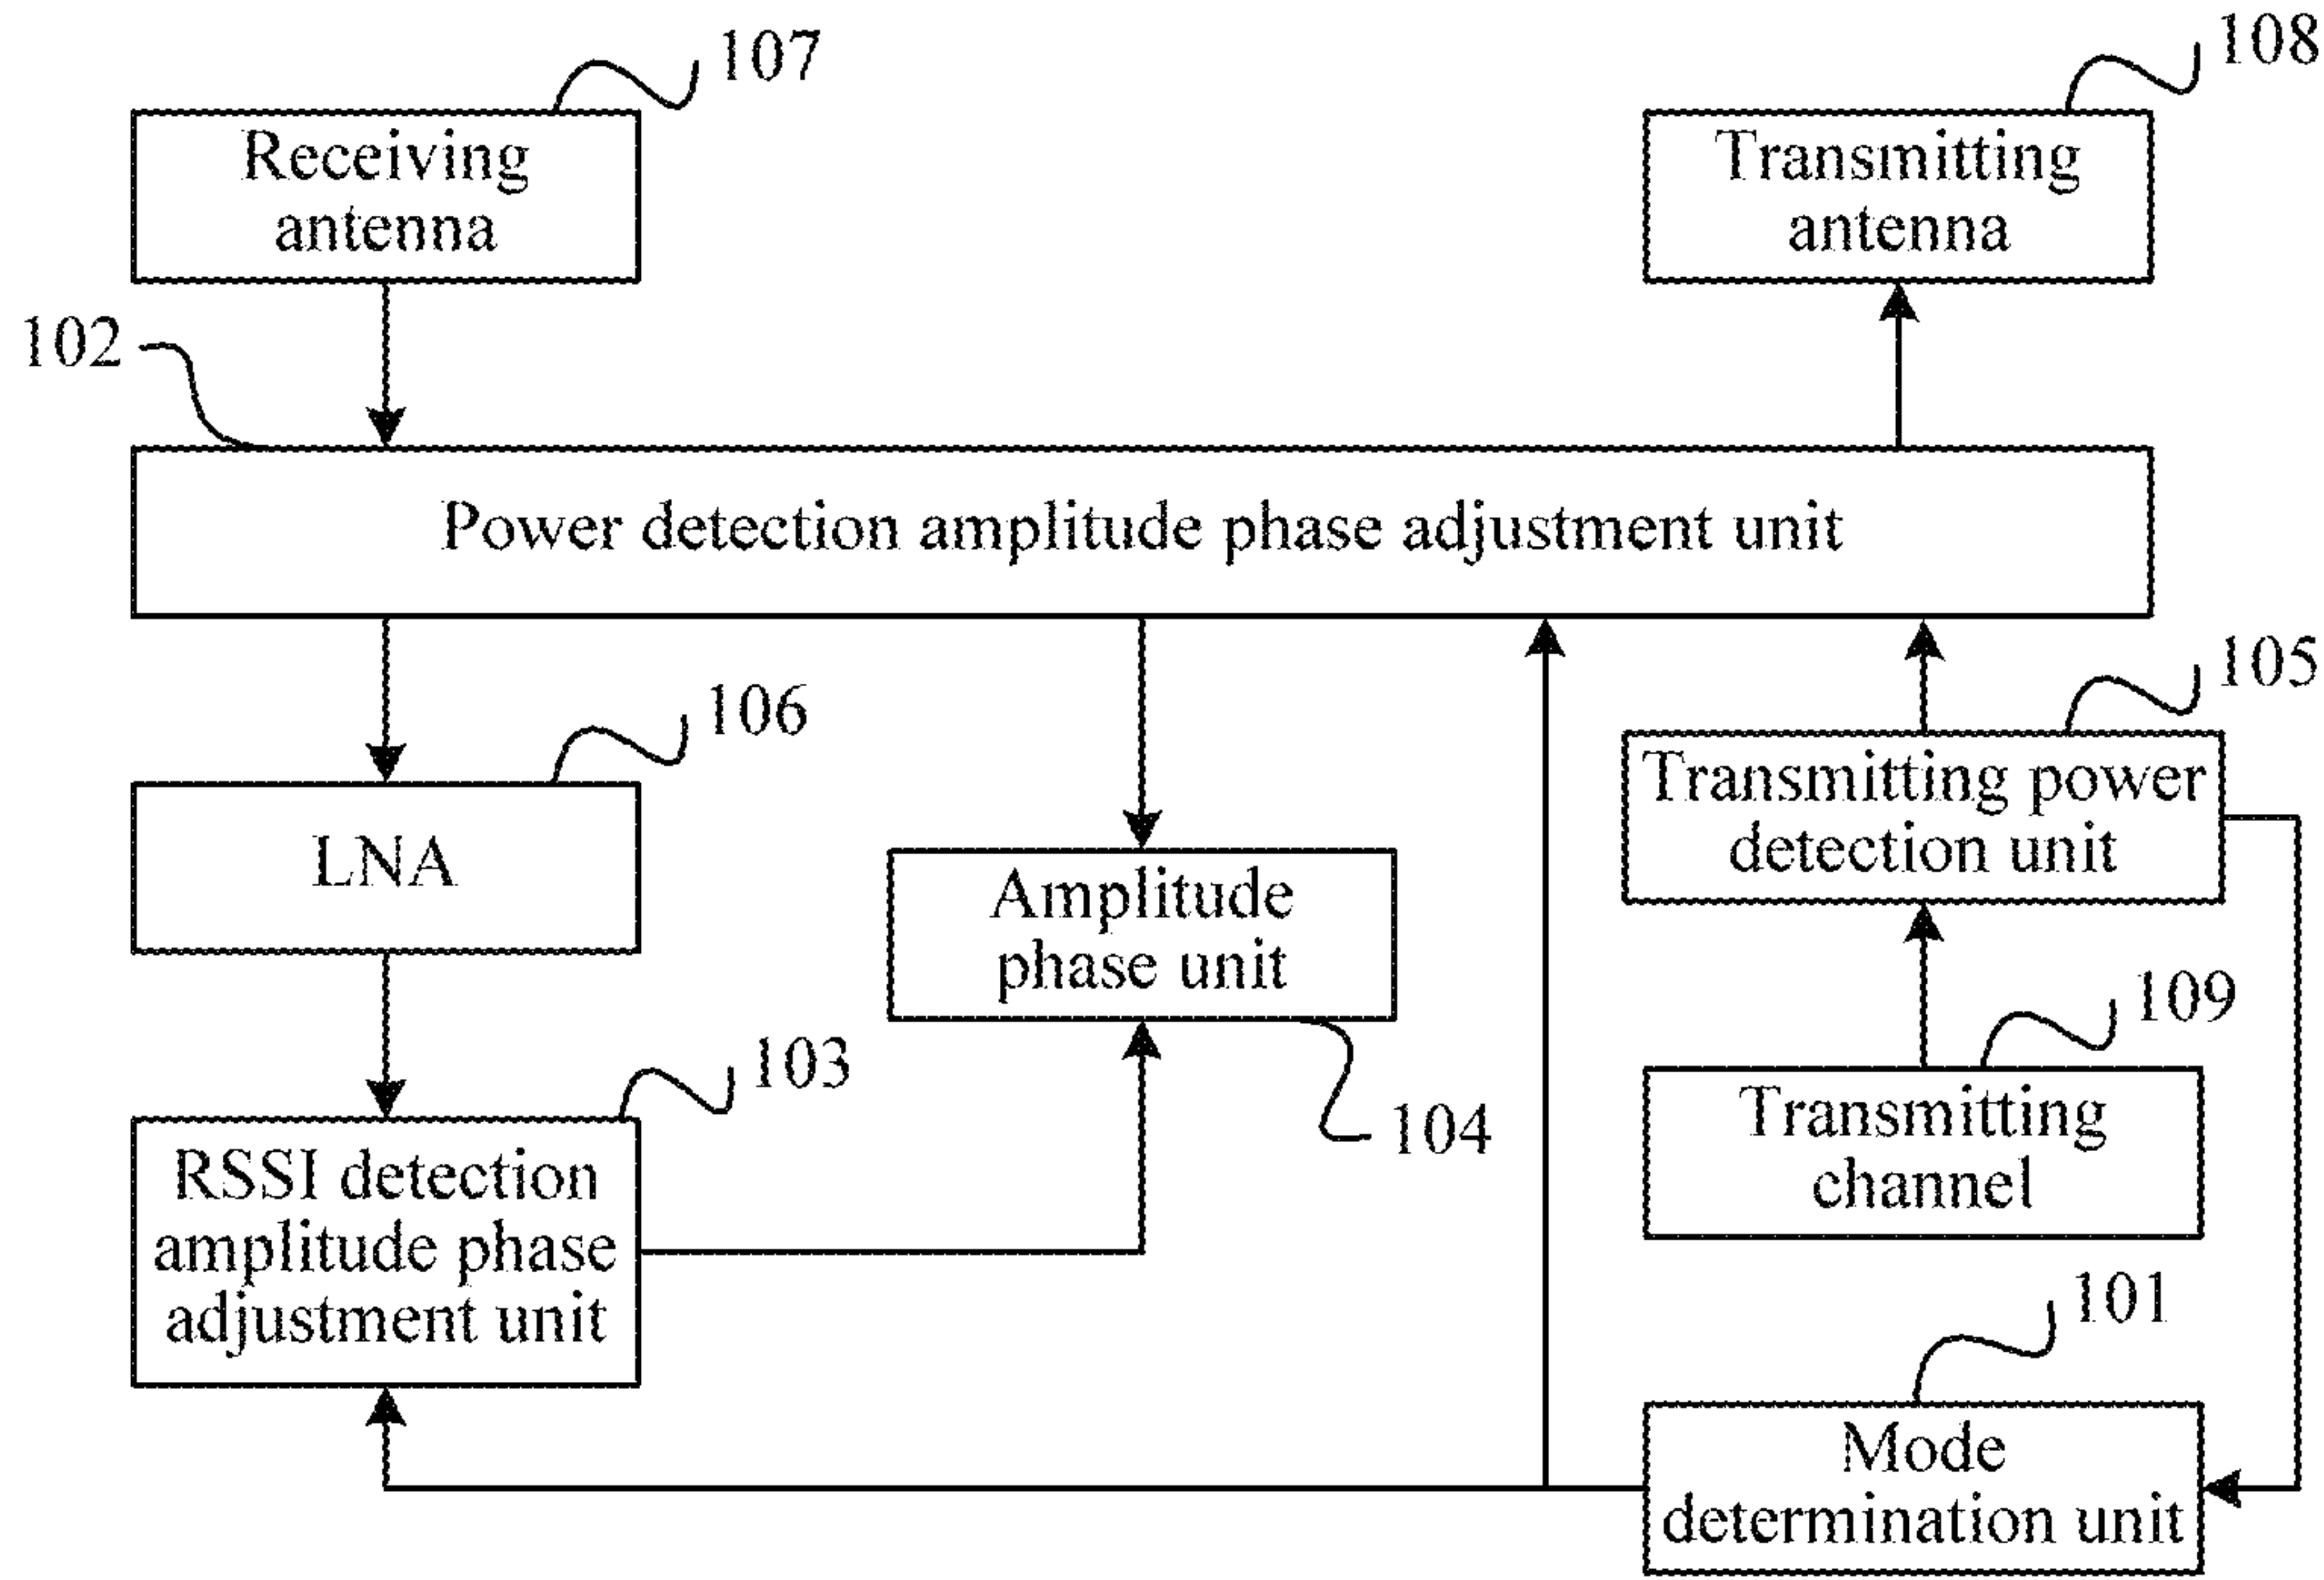 107
108
Receiving
antenna
Transmitting
antenna
102
Power detection amplitude phase adjustment unit
106
105
LNA
Transmitting power
detection unit
Amplitude
phase unit
109
103
104
Transmitting
channel
RSSI detection
amplitude phase
adjustment unit
101
Mode
determination unit